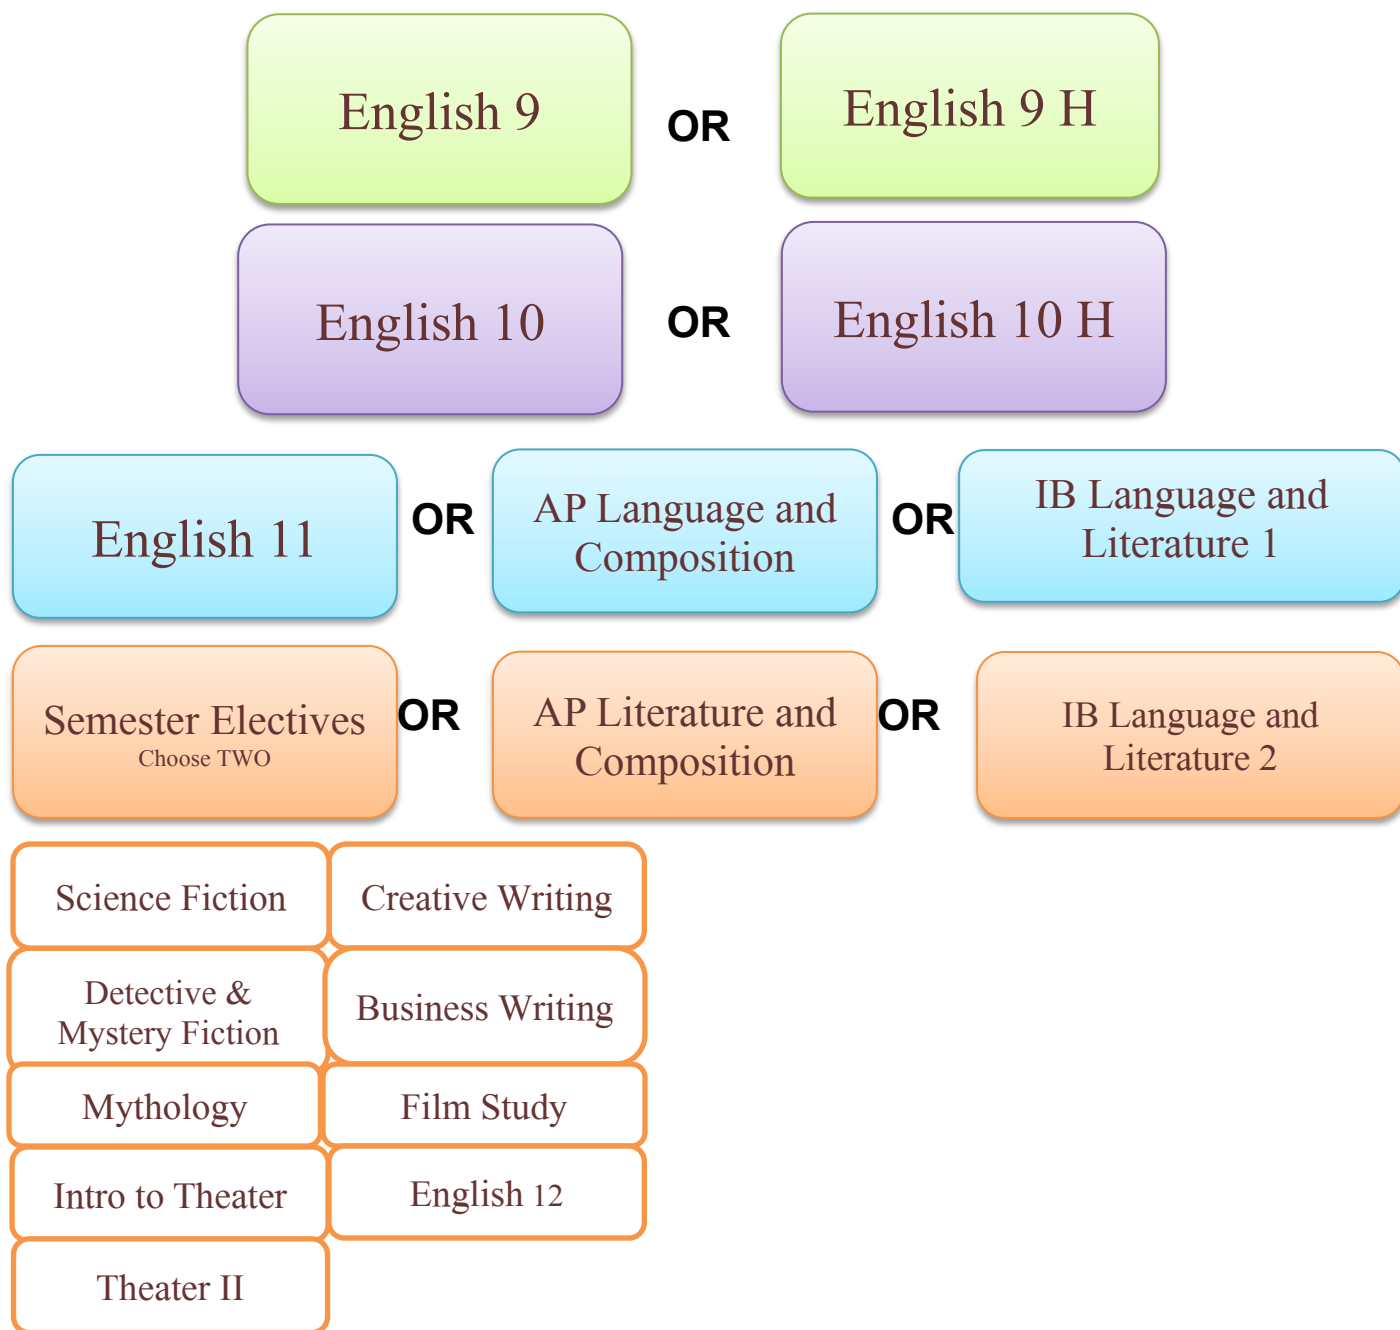 English 9
OR
English 9 H
English 10
OR
English 10 H
English 11
OR
AP Language and
Composition
OR
IB Language and
Literature 1
Semester Electives
Choose TWO
OR
AP Literature and
Composition
OR
IB Language and
Literature 2
Science Fiction
Creative Writing
Detective &
Mystery Fiction
Business Writing
Mythology
Film Study
Intro to Theater
English 12
Theater II